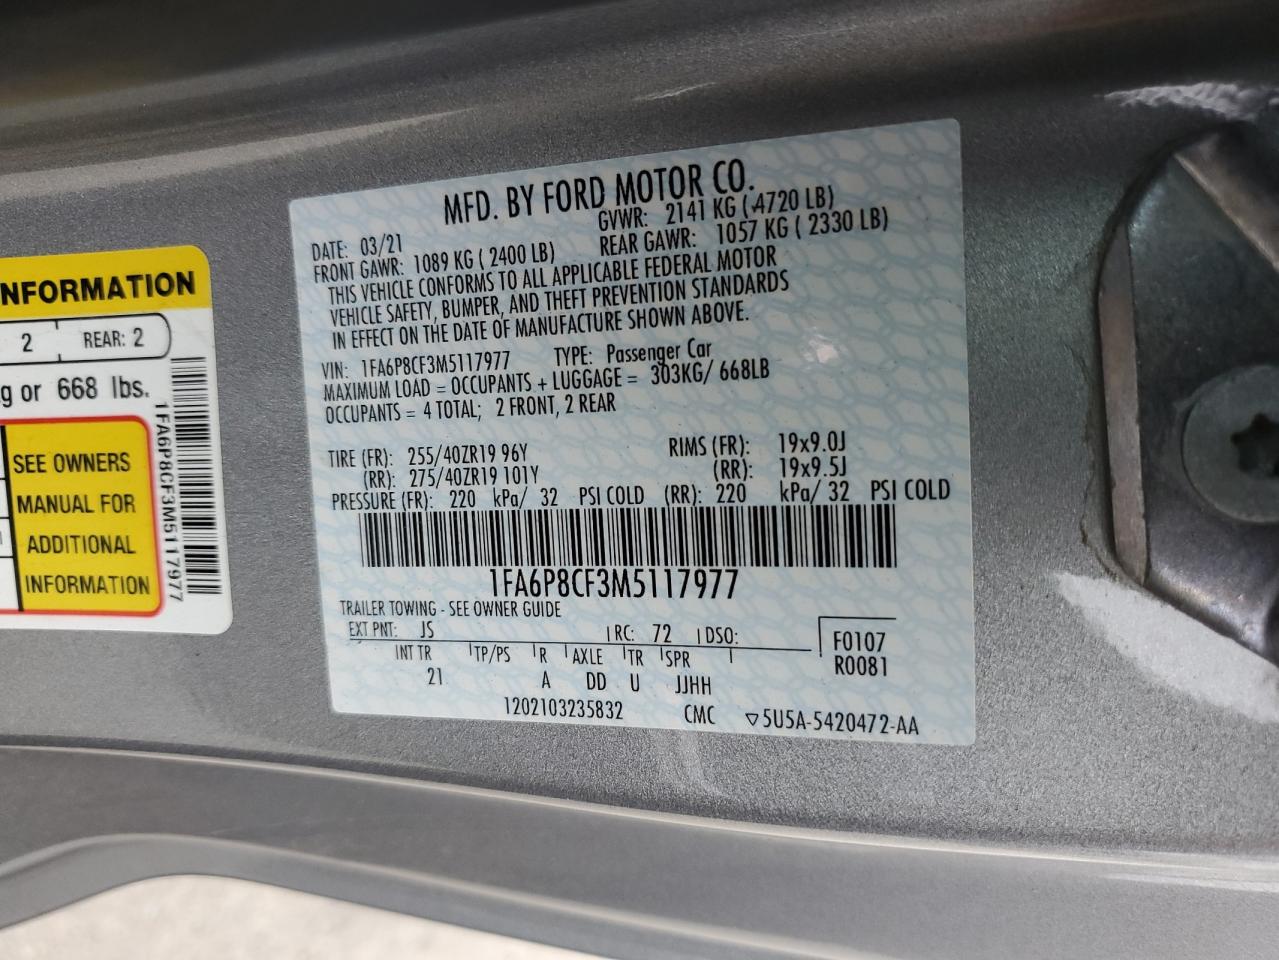 MFD. BY FORD MOTOR CO.
DATE: 03/21 GVWR: 2141 KG ( 4720 LB)
FRONT GAWR: 1089 KG ( 2400 LB) REAR GAWR: 1057 KG ( 2330 LB)
THIS VEHICLE CONFORMS TO ALL APPLICABLE FEDERAL MOTOR
VEHICLE SAFETY, BUMPER, AND THEFT PREVENTION STANDARDS
IN EFFECT ON THE DATE OF MANUFACTURE SHOWN ABOVE.
VIN: 1FA6P8CF3M5117977 TYPE: Passenger Car
MAXIMUM LOAD = OCCUPANTS + LUGGAGE = 303KG/ 668LB
OCCUPANTS = 4 TOTAL; 2 FRONT, 2 REAR
TIRE (FR): 255/40ZR19 96Y RIMS (FR): 19x9.0J
(RR): 275/40ZR19 101Y (RR): 19x9.5J
PRESSURE (FR): 220 kPa/ 32 PSI COLD (RR): 220 kPa/ 32 PSI COLD
1FA6P8CF3M5117977
TRAILER TOWING - SEE OWNER GUIDE
EXT PNT: JS RC: 72 DSO:
INT TR TP/PS R AXLE TR SPR
21 A DD U JJHH
F0107
R0081
1202103235832 CMC ▽5U5A-5420472-AA
NFORMATION
2 REAR: 2
g or 668 lbs.
SEE OWNERS
MANUAL FOR
ADDITIONAL
INFORMATION
1FA6P8CF3M5117977